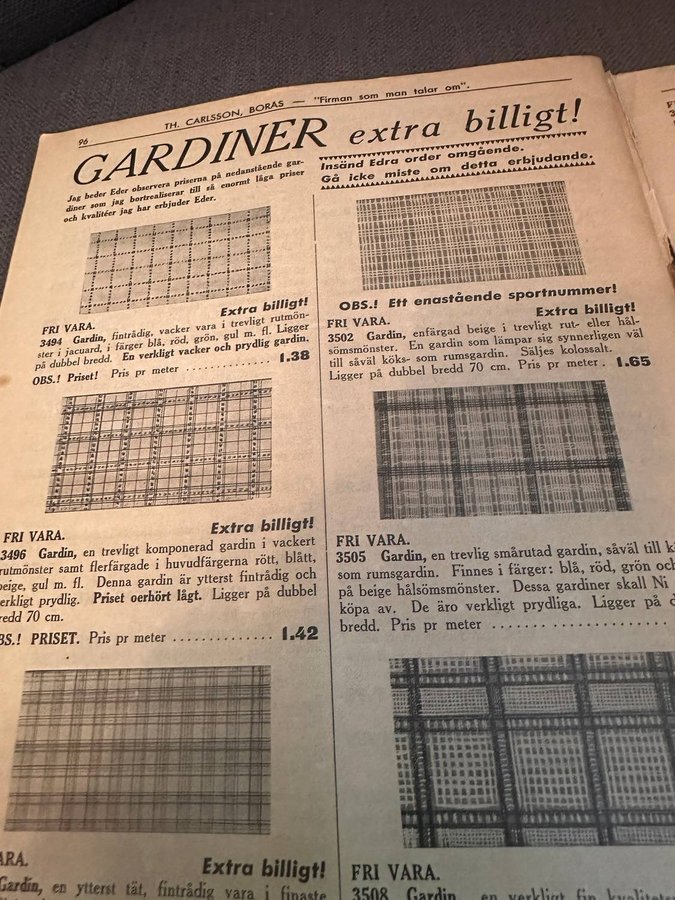 96
TH. CARLSSON, BORÅS — "Firman som man talar om".
GARDINER extra billigt!
Jag beder Eder observera priserna på nedanstående gar-
diner som jag bortrealiserar till så enormt låga priser
och kvalitéer jag har erbjuder Eder.
Insänd Edra order omgående.
Gå icke miste om detta erbjudande.
Extra billigt!
FRI VARA.
3494 Gardin, fintrådig, vacker vara i trevligt rutmön-
ster i jacuard, i färger blå, röd, grön, gul m. fl. Ligger
på dubbel bredd. En verkligt vacker och prydlig gardin.
OBS.! Priset! Pris pr meter ............... 1.38
Extra billigt!
FRI VARA.
3496 Gardin, en trevligt komponerad gardin i vackert
rutmönster samt flerfärgade i huvudfärgerna rött, blått,
beige, gul m. fl. Denna gardin är ytterst fintrådig och
verkligt prydlig. Priset oerhört lågt. Ligger på dubbel
bredd 70 cm.
OBS.! PRISET. Pris pr meter ............. 1.42
Extra billigt!
VARA.
Gardin, en ytterst tät, fintrådig vara i finaste
OBS.! Ett enastående sportnummer!
Extra billigt!
FRI VARA.
3502 Gardin, enfärgad beige i trevligt rut- eller hål-
sömsmönster. En gardin som lämpar sig synnerligen väl
till såväl köks- som rumsgardin. Säljes kolossalt.
Ligger på dubbel bredd 70 cm. Pris pr meter . 1.65
FRI VARA.
3505 Gardin, en trevlig smårutad gardin, såväl till
som rumsgardin. Finnes i färger: blå, röd, grön och
på beige hålsömsmönster. Dessa gardiner skall Ni
köpa av. De äro verkligt prydliga. Ligger på
bredd. Pris pr meter ....................
FRI VARA.
3508 Gardin, en verkligt fin kvalitets